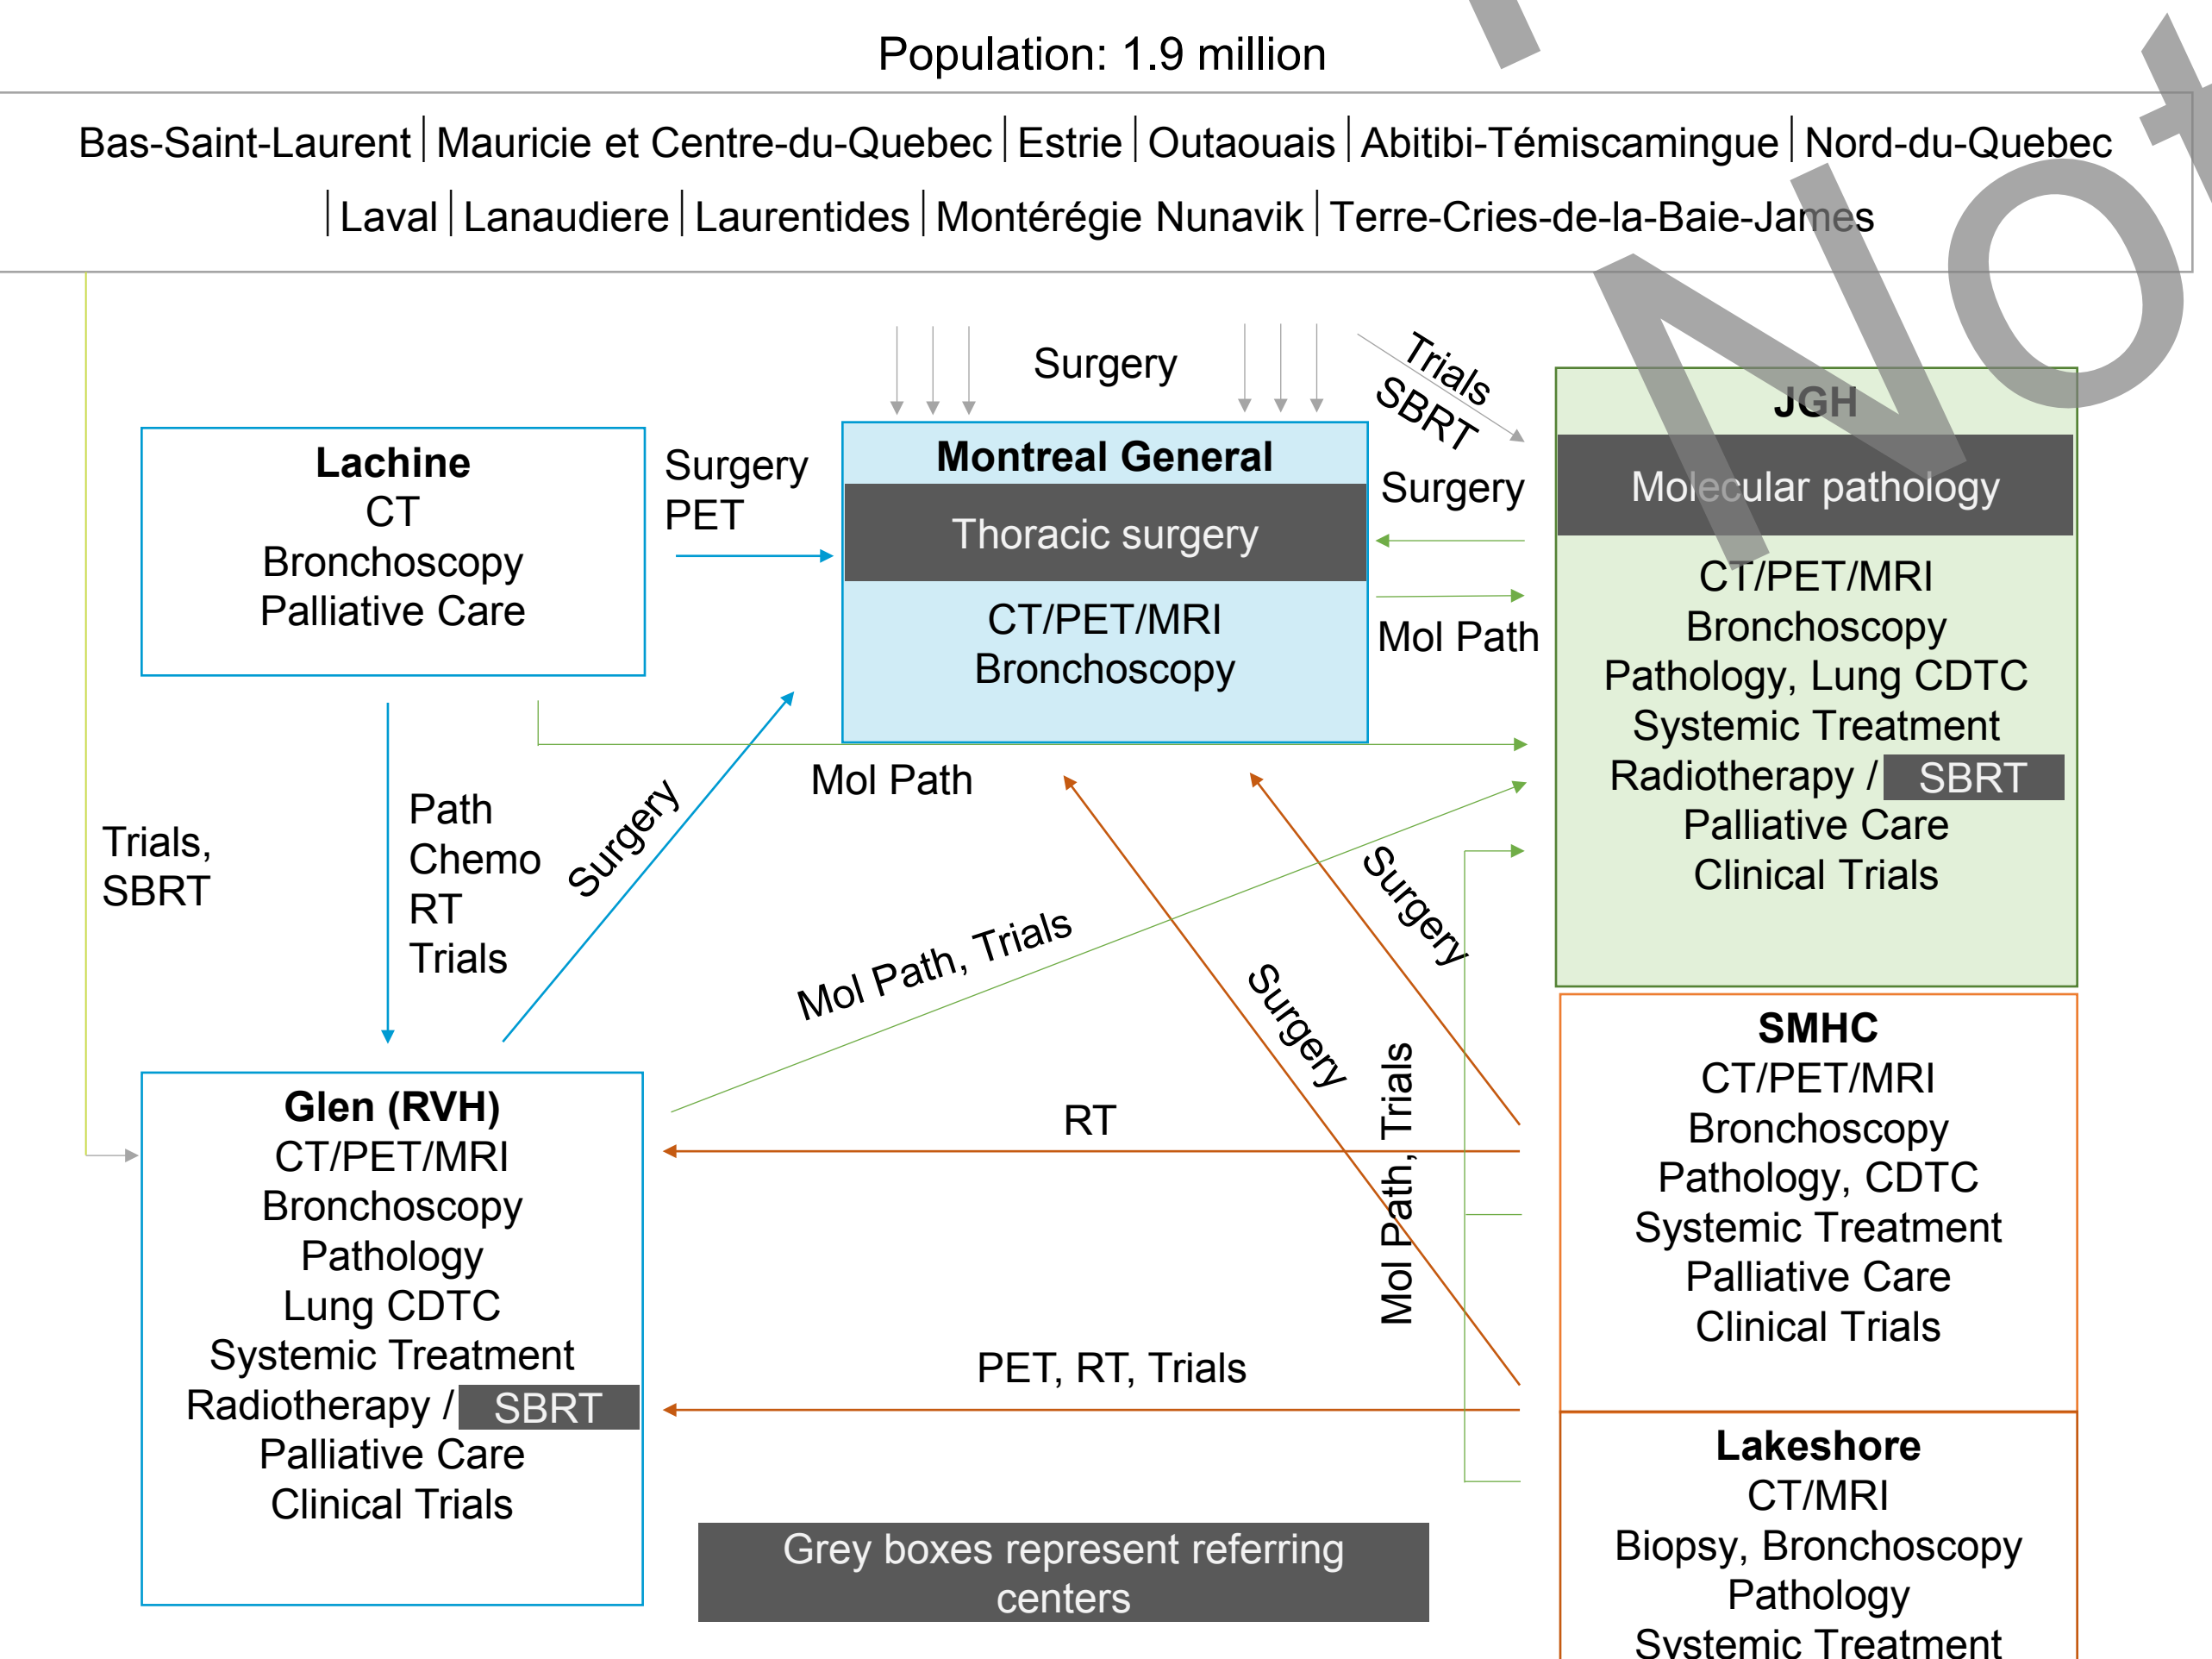 Population: 1.9 million
Bas-Saint-Laurent | Mauricie et Centre-du-Quebec | Estrie | Outaouais | Abitibi-Témiscamingue | Nord-du-Quebec
| Laval | Lanaudiere | Laurentides | Montérégie Nunavik | Terre-Cries-de-la-Baie-James
Not
Surgery
Trials
SBRT
Lachine
CT
Bronchoscopy
Palliative Care
Surgery
PET
Montreal General
Thoracic surgery
CT/PET/MRI
Bronchoscopy
Surgery
Mol Path
JGH
Molecular pathology
CT/PET/MRI
Bronchoscopy
Pathology, Lung CDTC
Systemic Treatment
Radiotherapy / SBRT
Palliative Care
Clinical Trials
Trials,
SBRT
Path
Chemo
RT
Trials
Surgery
Mol Path
Mol Path, Trials
Surgery
Surgery
Mol Path, Trials
RT
PET, RT, Trials
Glen (RVH)
CT/PET/MRI
Bronchoscopy
Pathology
Lung CDTC
Systemic Treatment
Radiotherapy / SBRT
Palliative Care
Clinical Trials
SMHC
CT/PET/MRI
Bronchoscopy
Pathology, CDTC
Systemic Treatment
Palliative Care
Clinical Trials
Lakeshore
CT/MRI
Biopsy, Bronchoscopy
Pathology
Systemic Treatment
Grey boxes represent referring
centers